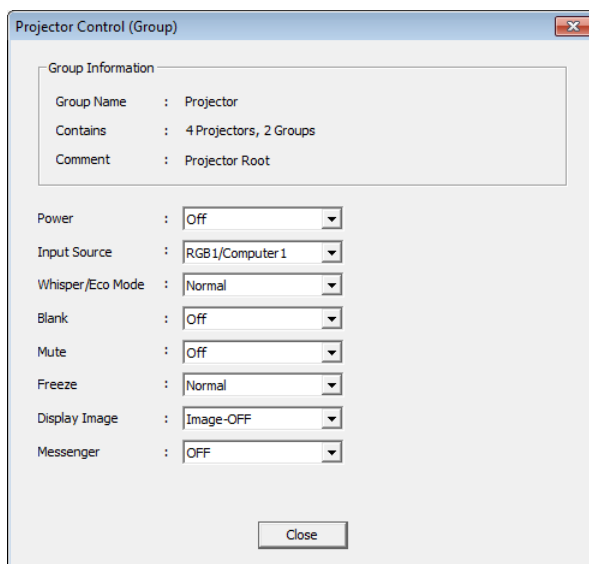 Projector Control (Group)
Group Information
Group Name : Projector
Contains : 4 Projectors, 2 Groups
Comment : Projector Root
Power : Off
Input Source : RGB1/Computer1
Whisper/Eco Mode : Normal
Blank : Off
Mute : Off
Freeze : Normal
Display Image : Image-OFF
Messenger : OFF
Close